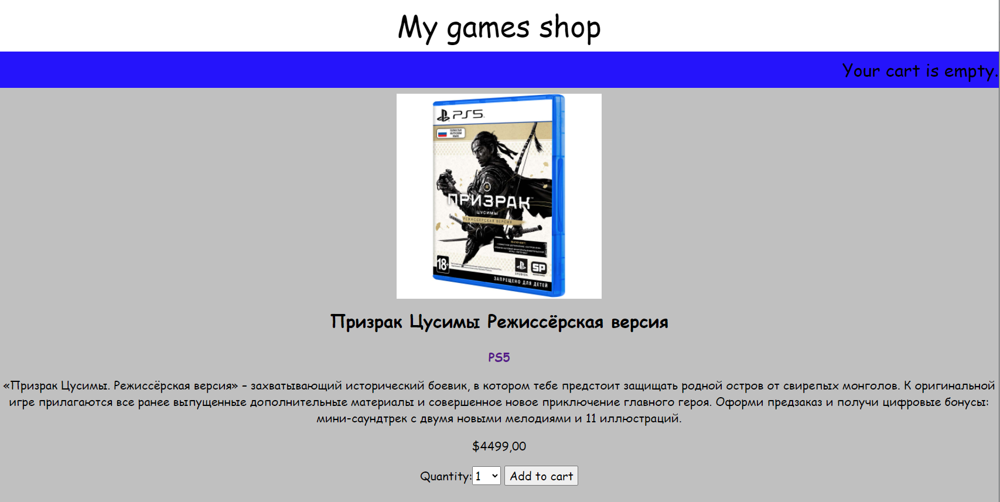 My games shop
Your cart is empty.
PS5
ПРИЗРАК
ЦУСИМЫ
РЕЖИССЁРСКАЯ ВЕРСИЯ
18+
STUDIOS
SP
ЗАПРЕЩЕНО ДЛЯ ДЕТЕЙ
Призрак Цусимы Режиссёрская версия
PS5
«Призрак Цусимы. Режиссёрская версия» – захватывающий исторический боевик, в котором тебе предстоит защищать родной остров от свирепых монголов. К оригинальной
игре прилагаются все ранее выпущенные дополнительные материалы и совершенное новое приключение главного героя. Оформи предзаказ и получи цифровые бонусы:
мини-саундтрек с двумя новыми мелодиями и 11 иллюстраций.
$4499,00
Quantity: 1 Add to cart